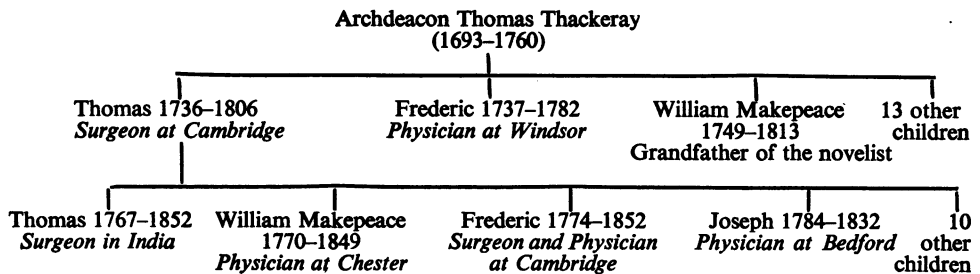 Archdeacon Thomas Thackeray
(1693–1760)
Thomas 1736–1806
Surgeon at Cambridge
Frederic 1737–1782
Physician at Windsor
William Makepeace
1749–1813
Grandfather of the novelist
13 other
children
Thomas 1767–1852
Surgeon in India
William Makepeace
1770–1849
Physician at Chester
Frederic 1774–1852
Surgeon and Physician
at Cambridge
Joseph 1784–1832
Physician at Bedford
10
other
children